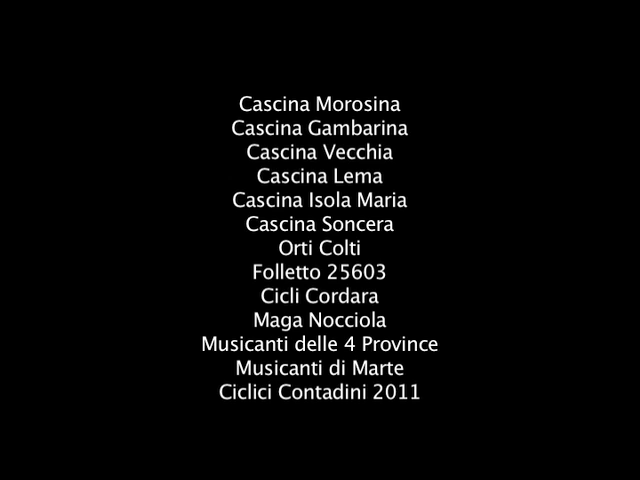 Cascina Morosina
Cascina Gambarina
Cascina Vecchia
Cascina Lema
Cascina Isola Maria
Cascina Soncera
Orti Colti
Folletto 25603
Cicli Cordara
Maga Nocciola
Musicanti delle 4 Province
Musicanti di Marte
Ciclici Contadini 2011